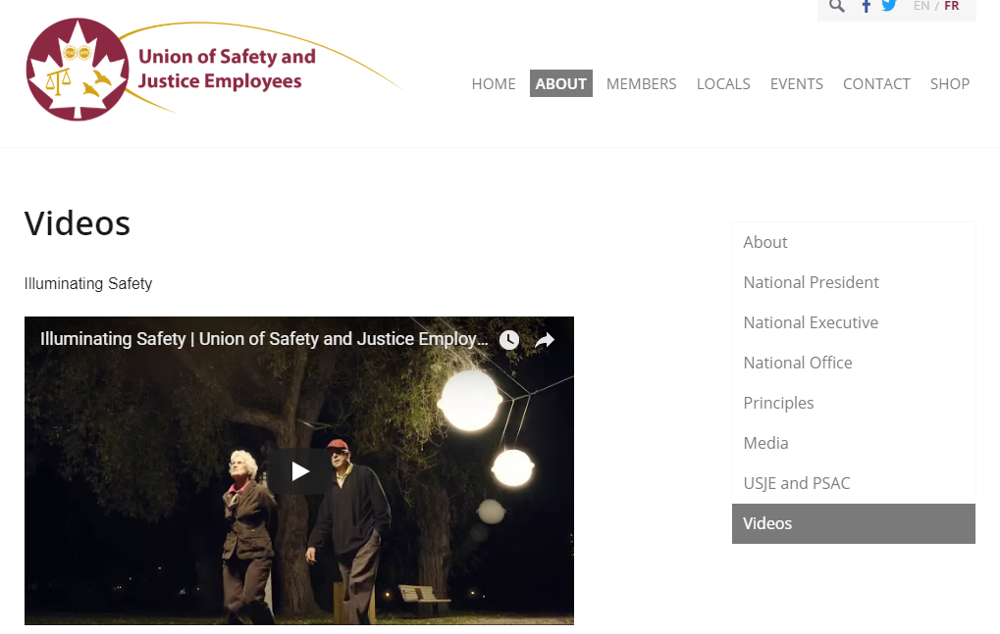 EN / FR
Union of Safety and
Justice Employees
HOME ABOUT MEMBERS LOCALS EVENTS CONTACT SHOP
Videos
Illuminating Safety
Illuminating Safety | Union of Safety and Justice Employ...
About
National President
National Executive
National Office
Principles
Media
USJE and PSAC
Videos